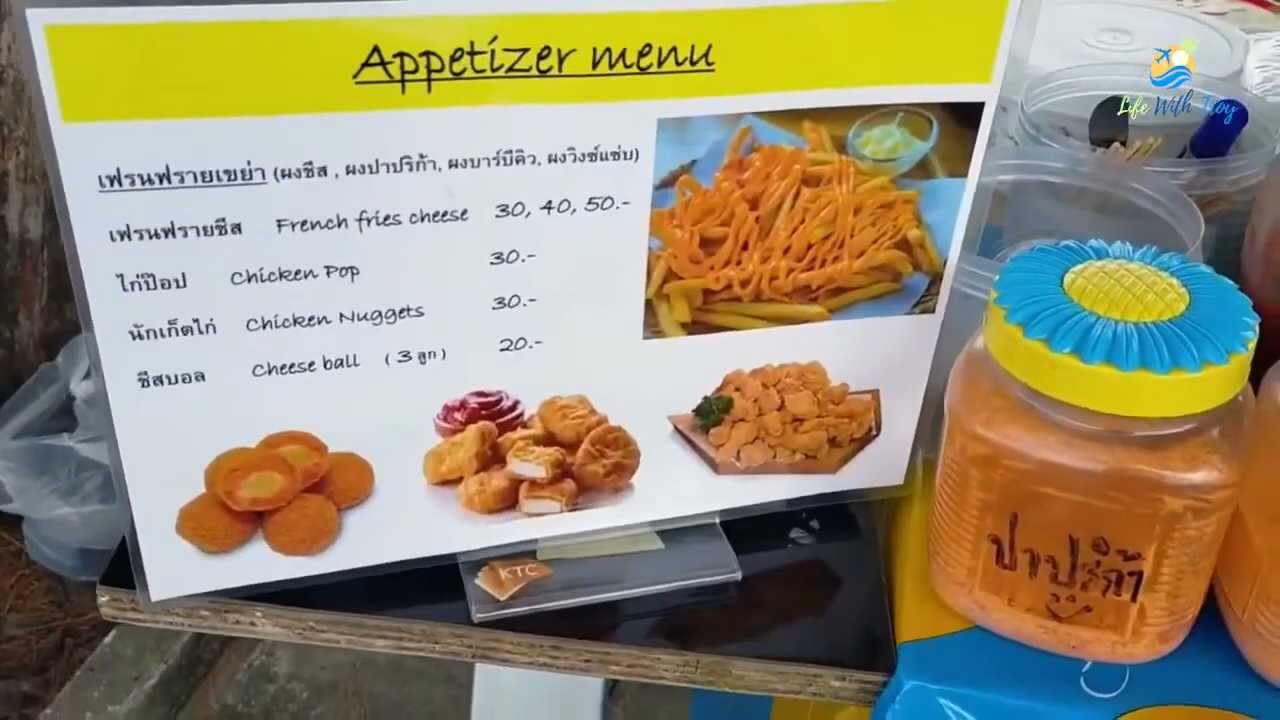 Appetizer menu
เฟรนฟรายเขย่า (ผงชีส , ผงปาปริก้า, ผงบาร์บีคิว, ผงวิงซ์แซ่บ)
เฟรนฟรายชีส French fries cheese 30, 40, 50.-
ไก่ป๊อป Chicken Pop 30.-
นักเก็ตไก่ Chicken Nuggets 30.-
ชีสบอล Cheese ball (3 ลูก) 20.-
KTC
ปาปริก้า
Life With Troy